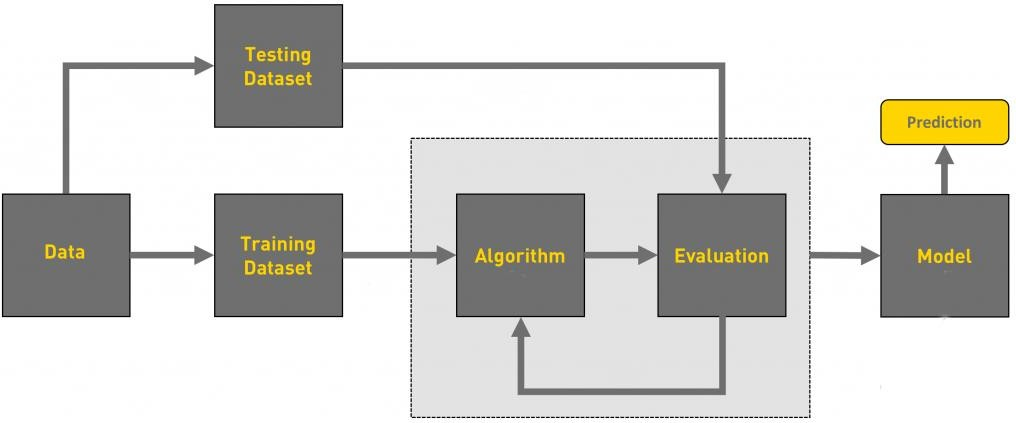 Testing
Dataset
Prediction
Data
Training
Dataset
Algorithm
Evaluation
Model